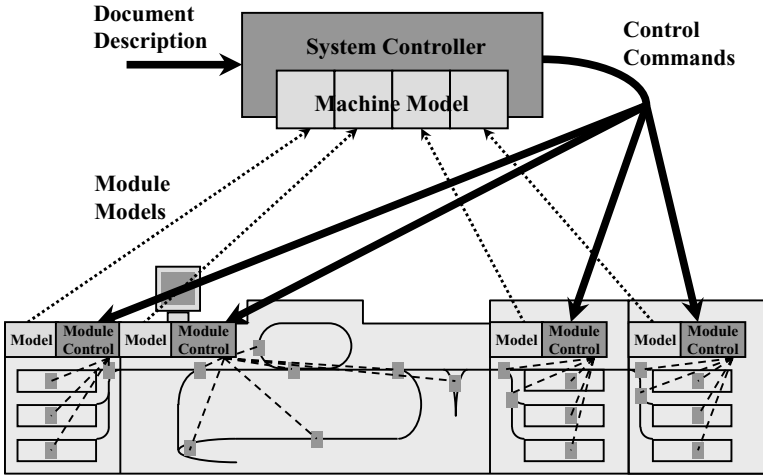 Document
Description
System Controller
Control
Commands
Machine Model
Module
Models
Model
Module
Control
Model
Module
Control
Model
Module
Control
Model
Module
Control